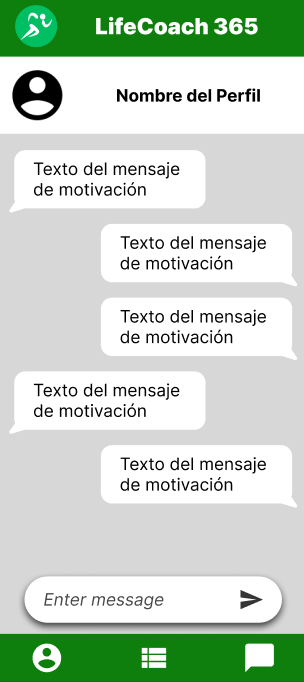 LifeCoach 365
Nombre del Perfil
Texto del mensaje
de motivación
Texto del mensaje
de motivación
Texto del mensaje
de motivación
Texto del mensaje
de motivación
Texto del mensaje
de motivación
Enter message